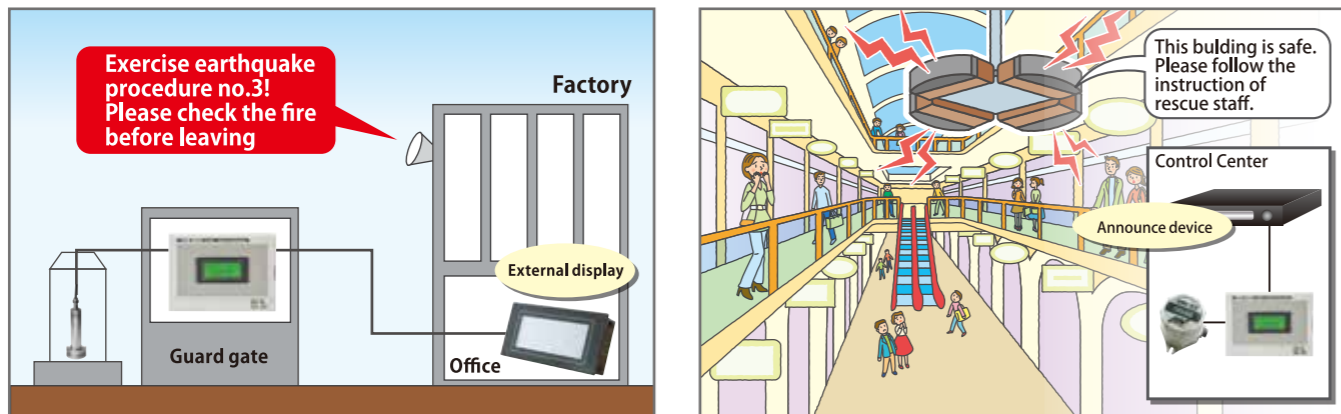 Exercise earthquake
procedure no.3!
Please check the fire
before leaving
Factory
External display
Guard gate
Office
This bulding is safe.
Please follow the
instruction of
rescue staff.
Control Center
Announce device